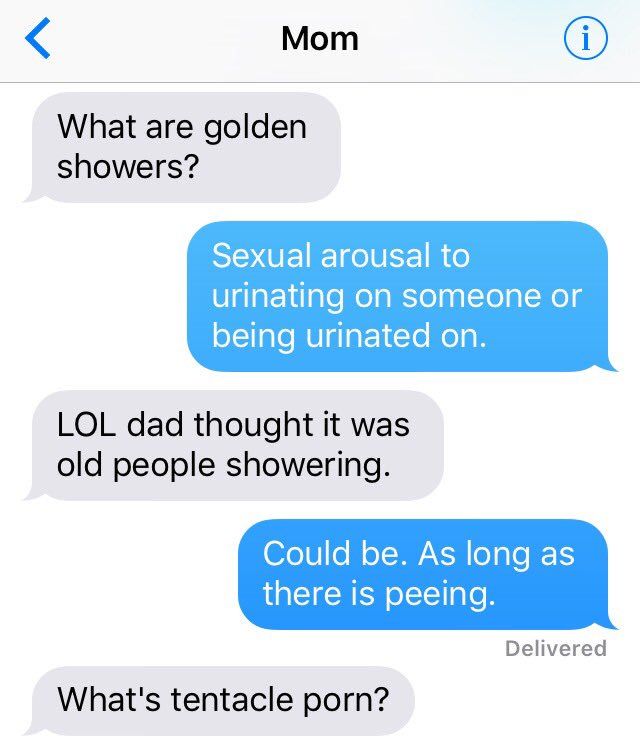 Mom
What are golden
showers?
Sexual arousal to
urinating on someone or
being urinated on.
LOL dad thought it was
old people showering.
Could be. As long as
there is peeing.
Delivered
What's tentacle porn?